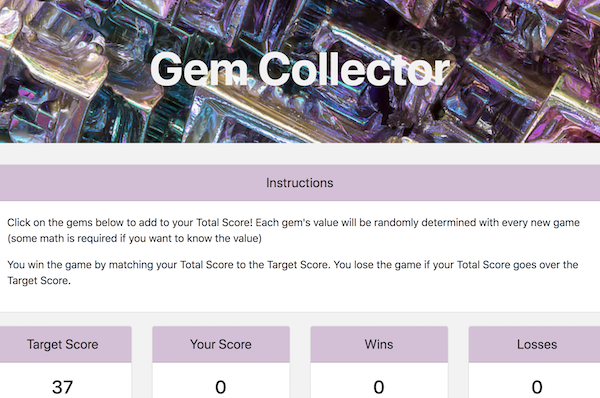 Gem Collector
Instructions
Click on the gems below to add to your Total Score! Each gem's value will be randomly determined with every new game
(some math is required if you want to know the value)
You win the game by matching your Total Score to the Target Score. You lose the game if your Total Score goes over the
Target Score.
Target Score Your Score Wins Losses
37 0 0 0